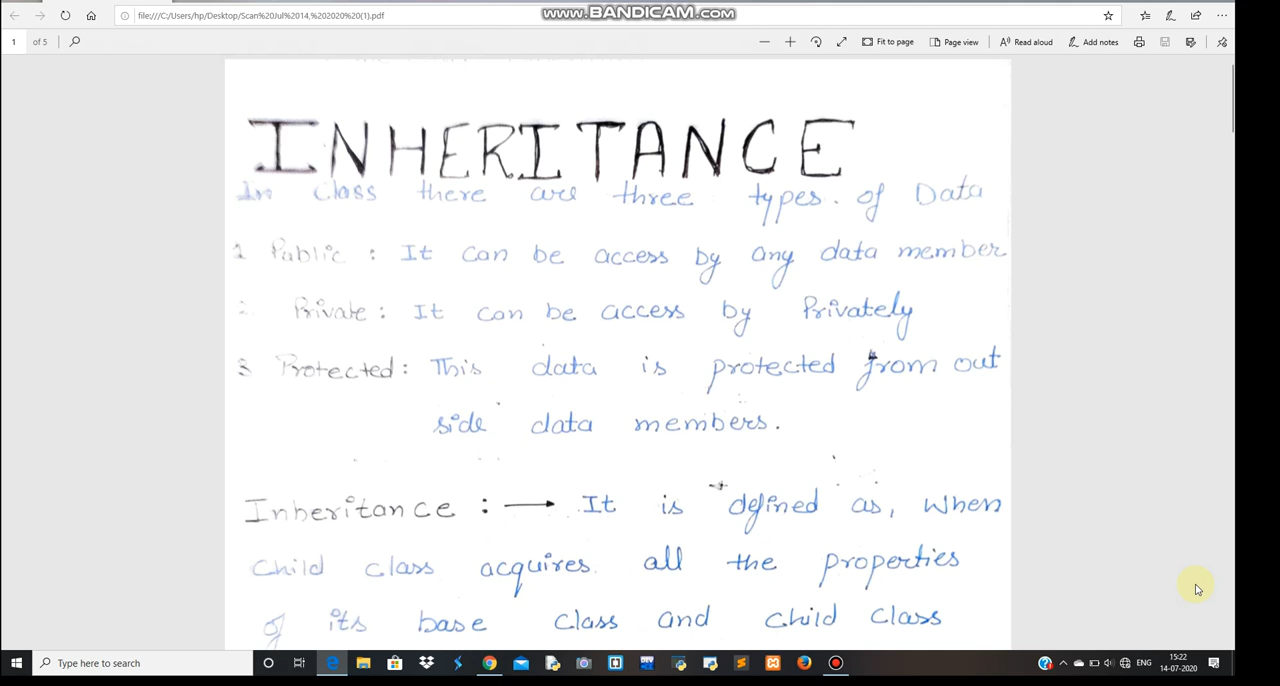 file:///C:/Users/hp/Desktop/Scan%20Jul%2014,%202020%20(1).pdf
www.BANDICAM.com
1 of 5
Fit to page
Page view
Read aloud
Add notes
INHERITANCE
In Class there are three types. of Data
1 Public : It can be access by any data member
2. Private : It can be access by Privately
3 Protected : This data is protected from out
side data members.
Inheritance : → It is defined as, when
child class acquires all the properties
of its base class and child class
Type here to search
ENG
15:22
14-07-2020